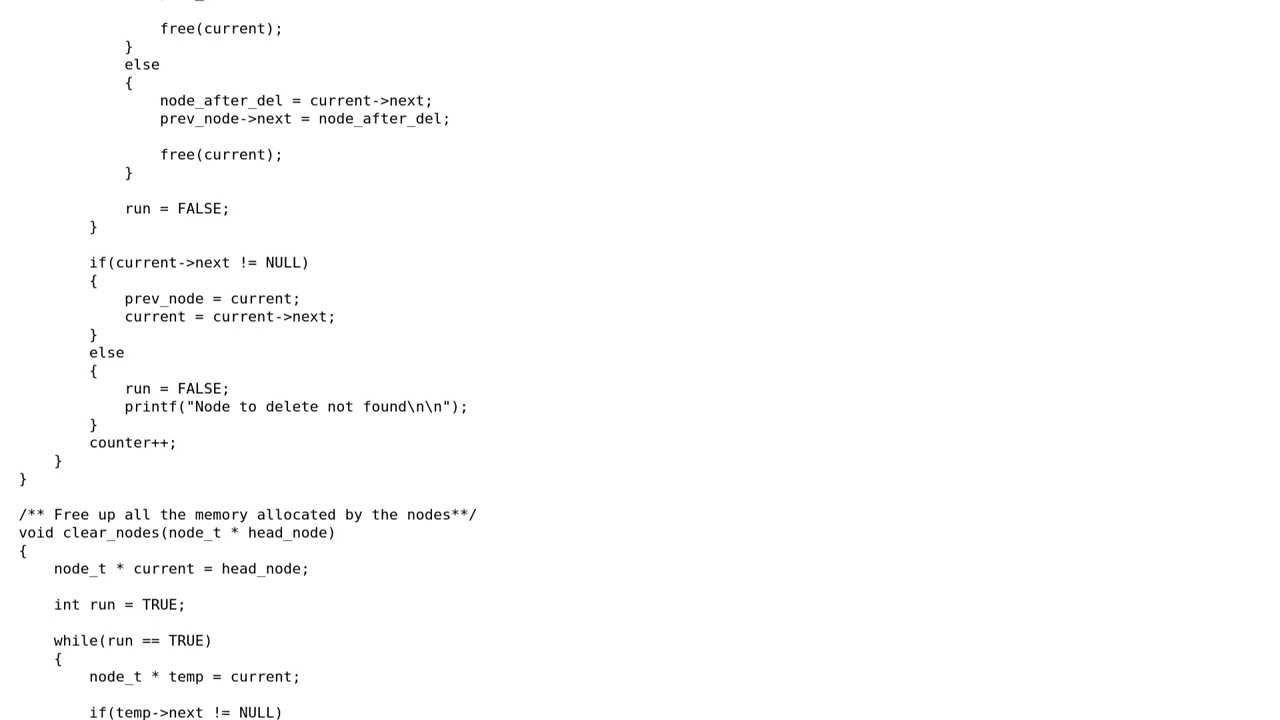 free(current);
            }
            else
            {
                node_after_del = current->next;
                prev_node->next = node_after_del;

                free(current);
            }

            run = FALSE;
        }

        if(current->next != NULL)
        {
            prev_node = current;
            current = current->next;
        }
        else
        {
            run = FALSE;
            printf("Node to delete not found\n\n");
        }
        counter++;
    }
}

/** Free up all the memory allocated by the nodes**/
void clear_nodes(node_t * head_node)
{
    node_t * current = head_node;

    int run = TRUE;

    while(run == TRUE)
    {
        node_t * temp = current;

        if(temp->next != NULL)